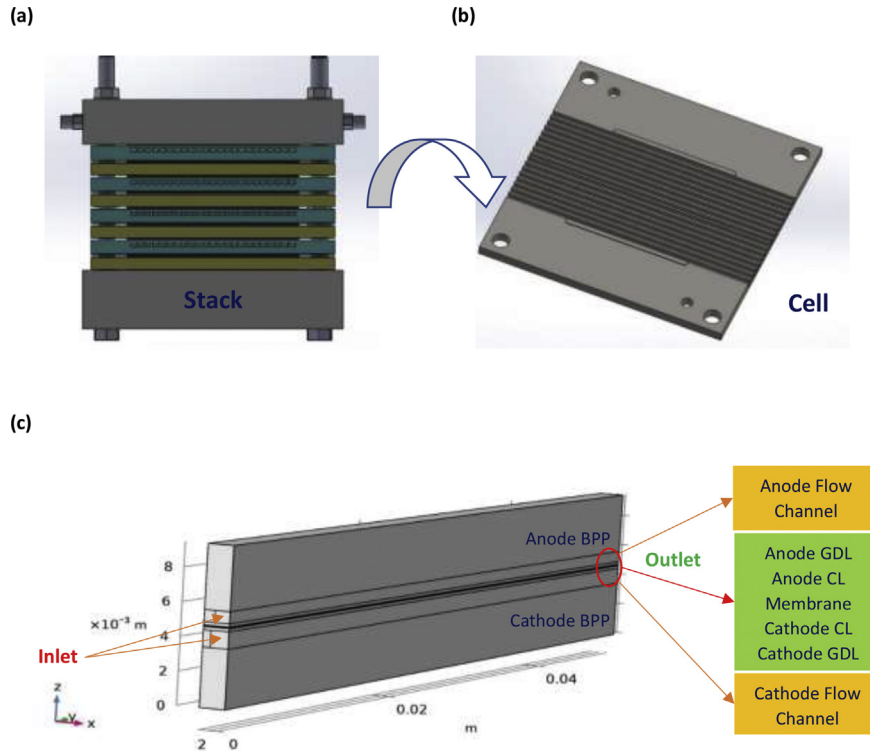 (a)
(b)
Stack
Cell
(c)
Anode Flow
Channel
Anode BPP
Outlet
Anode GDL
Anode CL
Membrane
Cathode CL
Cathode GDL
8
6
×10⁻³ m
4
2
0
Cathode BPP
Inlet
Cathode Flow
Channel
0.04
0.02
m
2 0
z
y
x